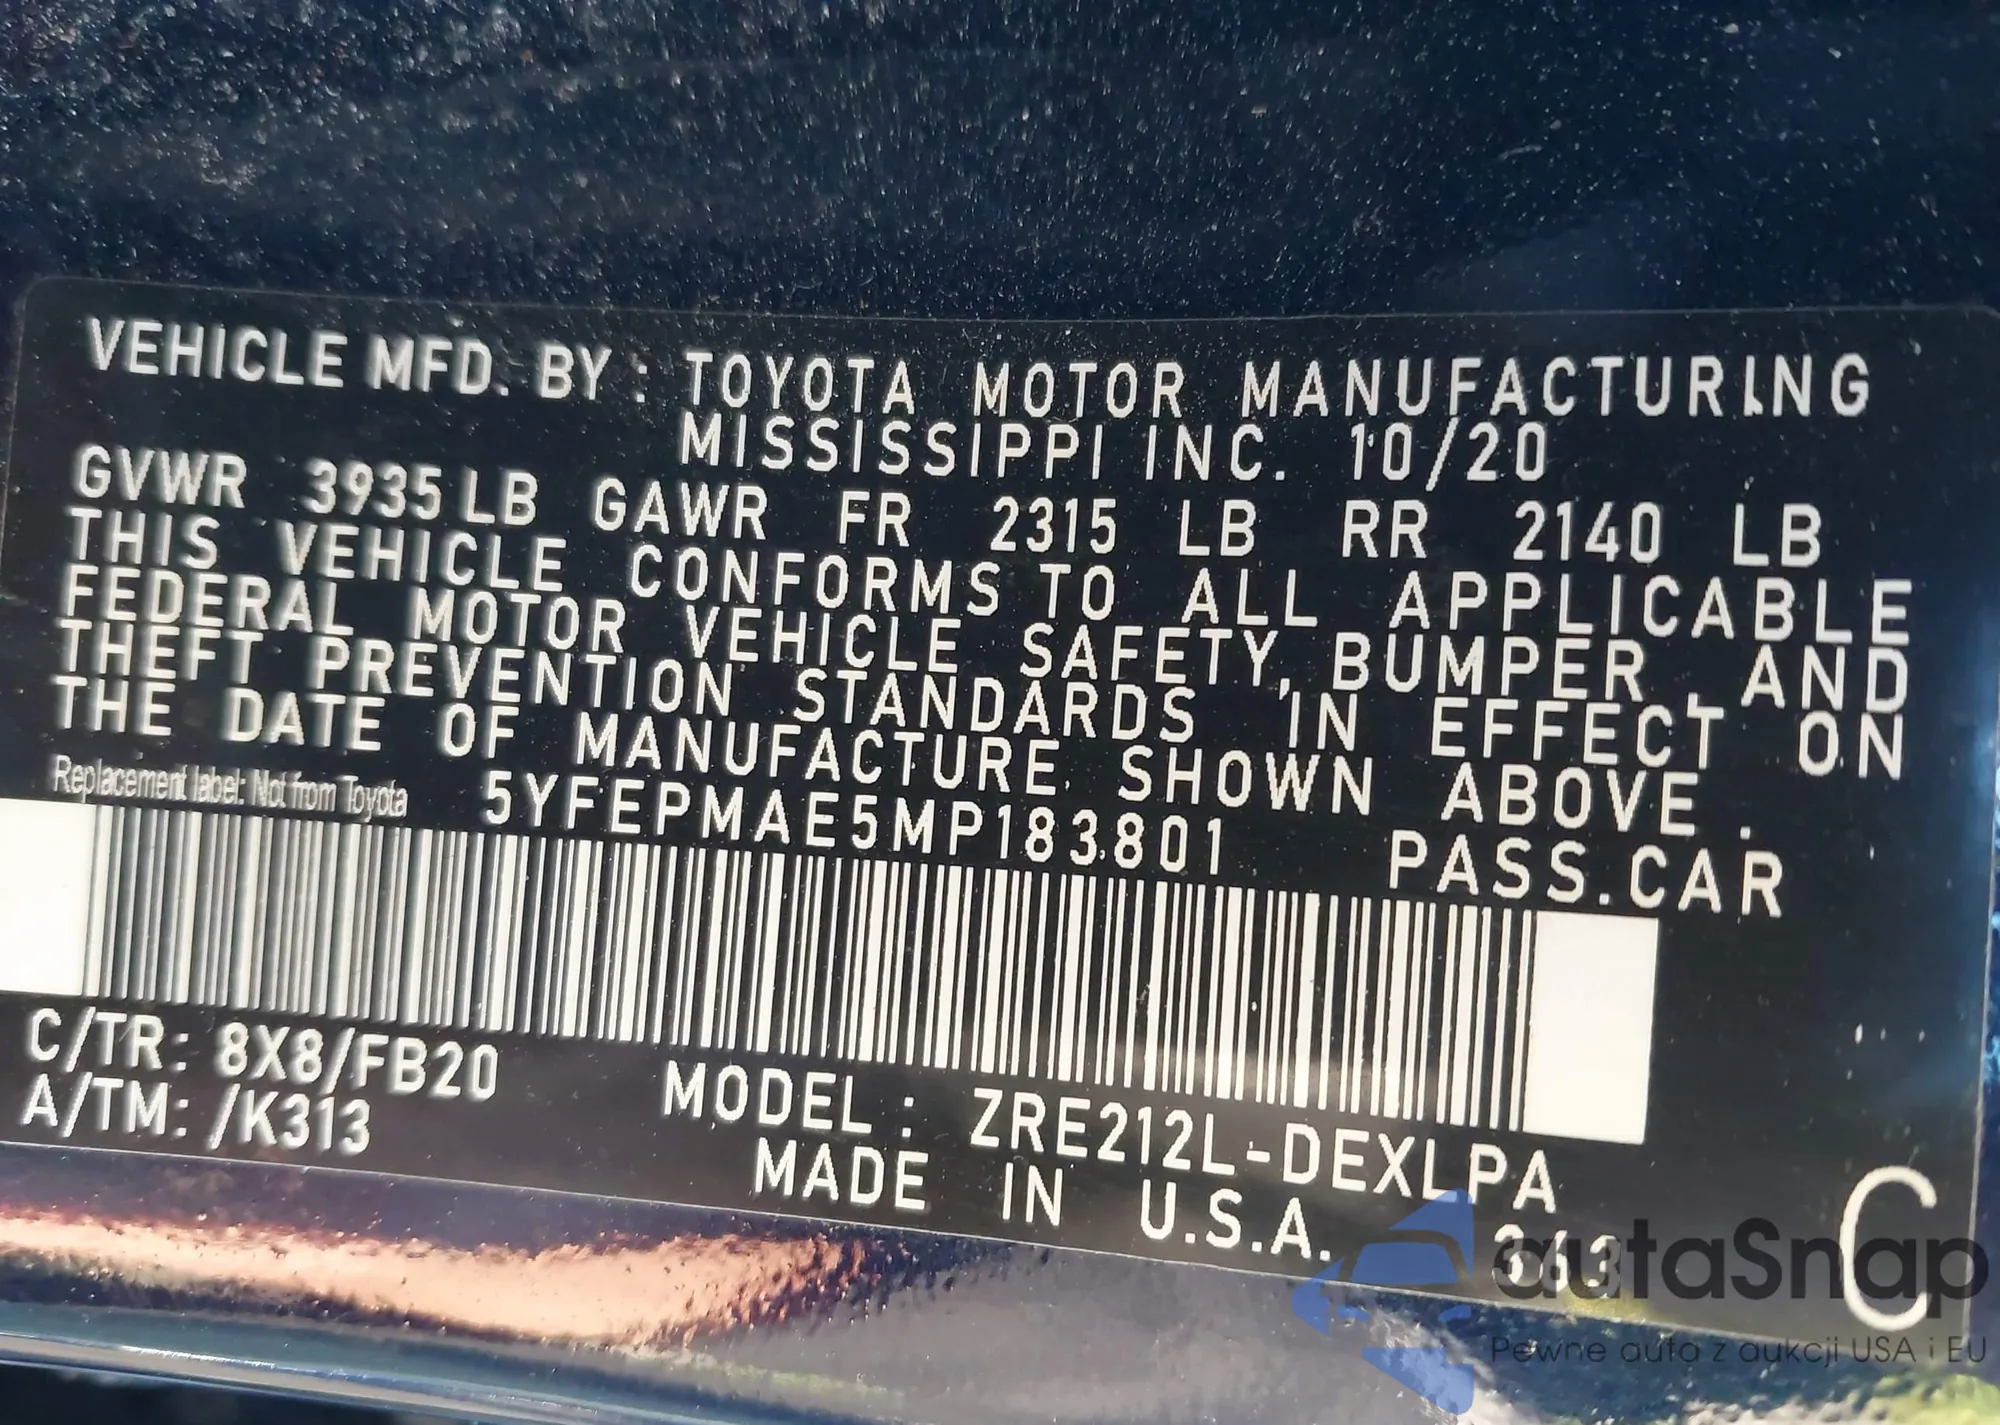 VEHICLE MFD. BY : TOYOTA MOTOR MANUFACTURING
MISSISSIPPI INC. 10/20
GVWR 3935 LB GAWR FR 2315 LB RR 2140 LB
THIS VEHICLE CONFORMS TO ALL APPLICABLE
FEDERAL MOTOR VEHICLE SAFETY, BUMPER, AND
THEFT PREVENTION STANDARDS IN EFFECT ON
THE DATE OF MANUFACTURE SHOWN ABOVE.
Replacement label: Not from Toyota 5YFEPMAE5MP183801 PASS.CAR
C/TR: 8X8/FB20
A/TM: /K313
MODEL : ZRE212L-DEXLPA
MADE IN U.S.A. 363
C
autaSnap
Pewne auta z aukcji USA i EU